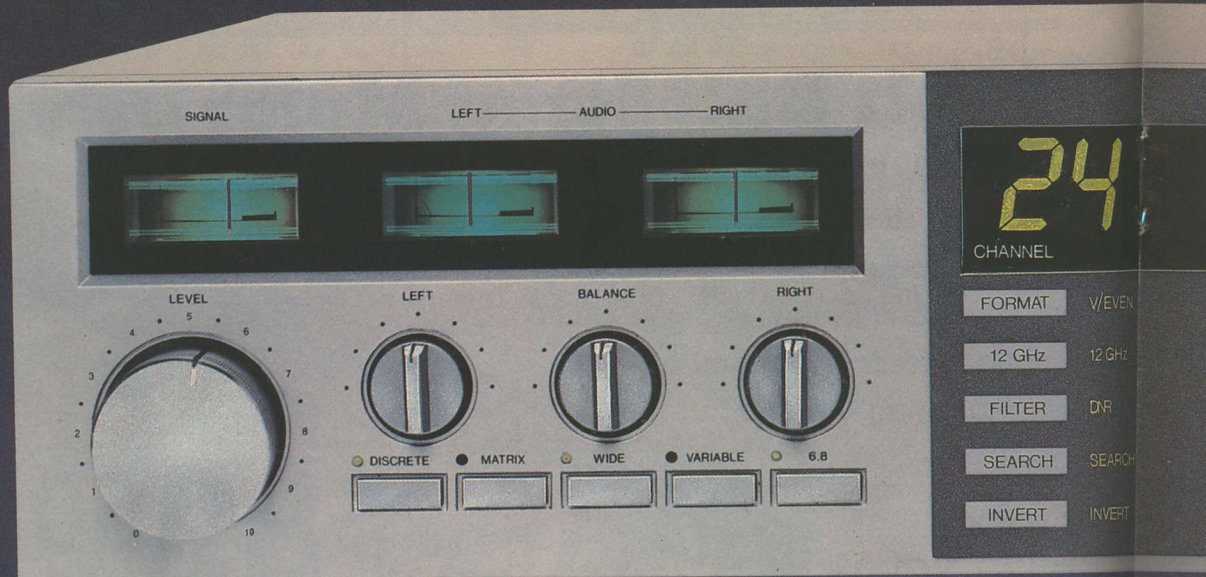 SIGNAL
LEFT AUDIO RIGHT
24
CHANNEL
LEVEL
0 1 2 3 4 5 6 7 8 9 10
LEFT
BALANCE
RIGHT
DISCRETE
MATRIX
WIDE
VARIABLE
6.8
FORMAT V/EVEN
12 GHz 12 GHz
FILTER DNR
SEARCH SEARCH
INVERT INVERT